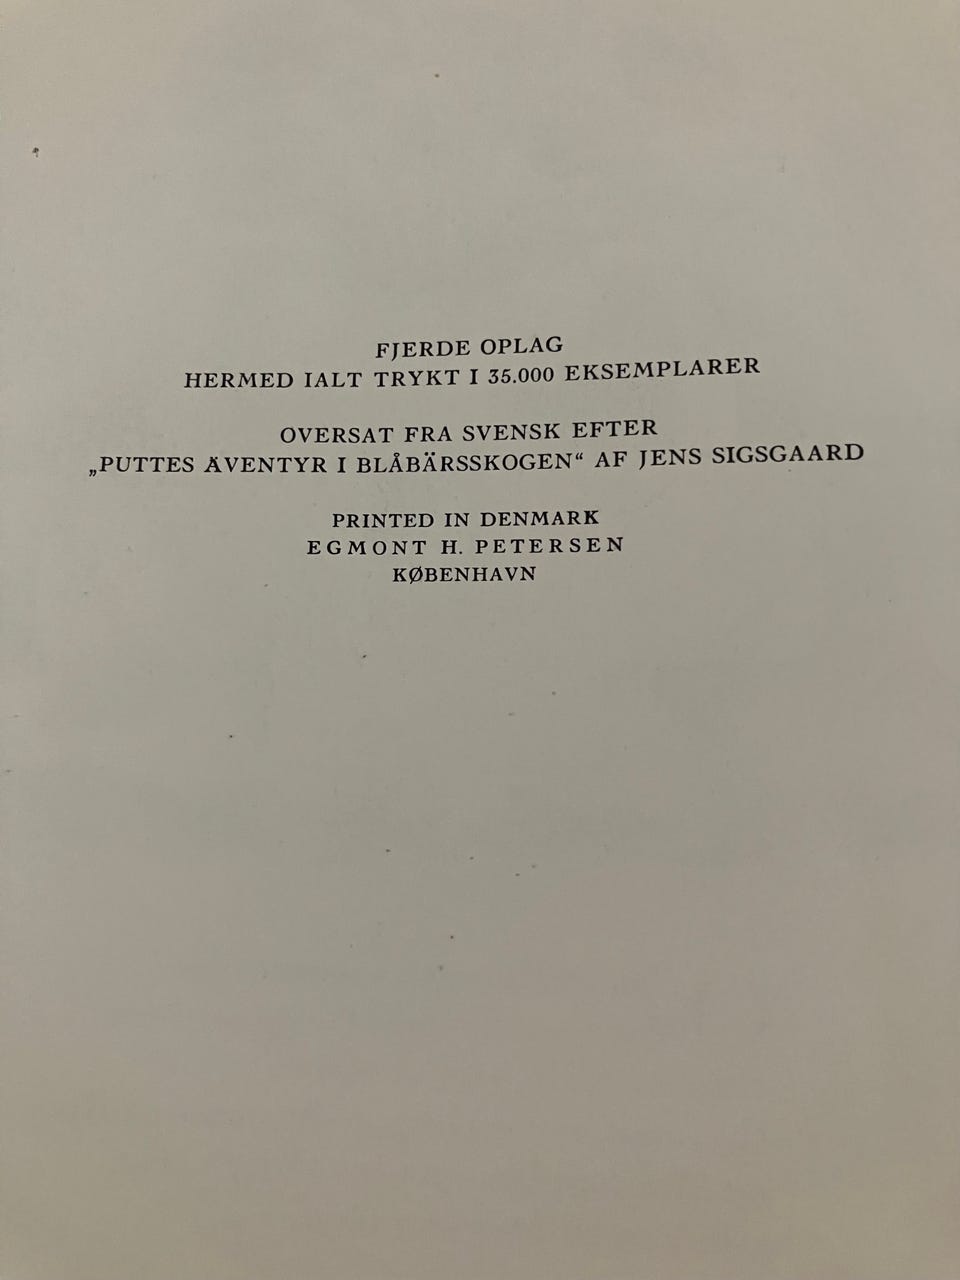 FJERDE OPLAG
HERMED IALT TRYKT I 35.000 EKSEMPLARER
OVERSAT FRA SVENSK EFTER
„PUTTES ÄVENTYR I BLÅBÄRSSKOGEN“ AF JENS SIGSGAARD
PRINTED IN DENMARK
EGMONT H. PETERSEN
KØBENHAVN